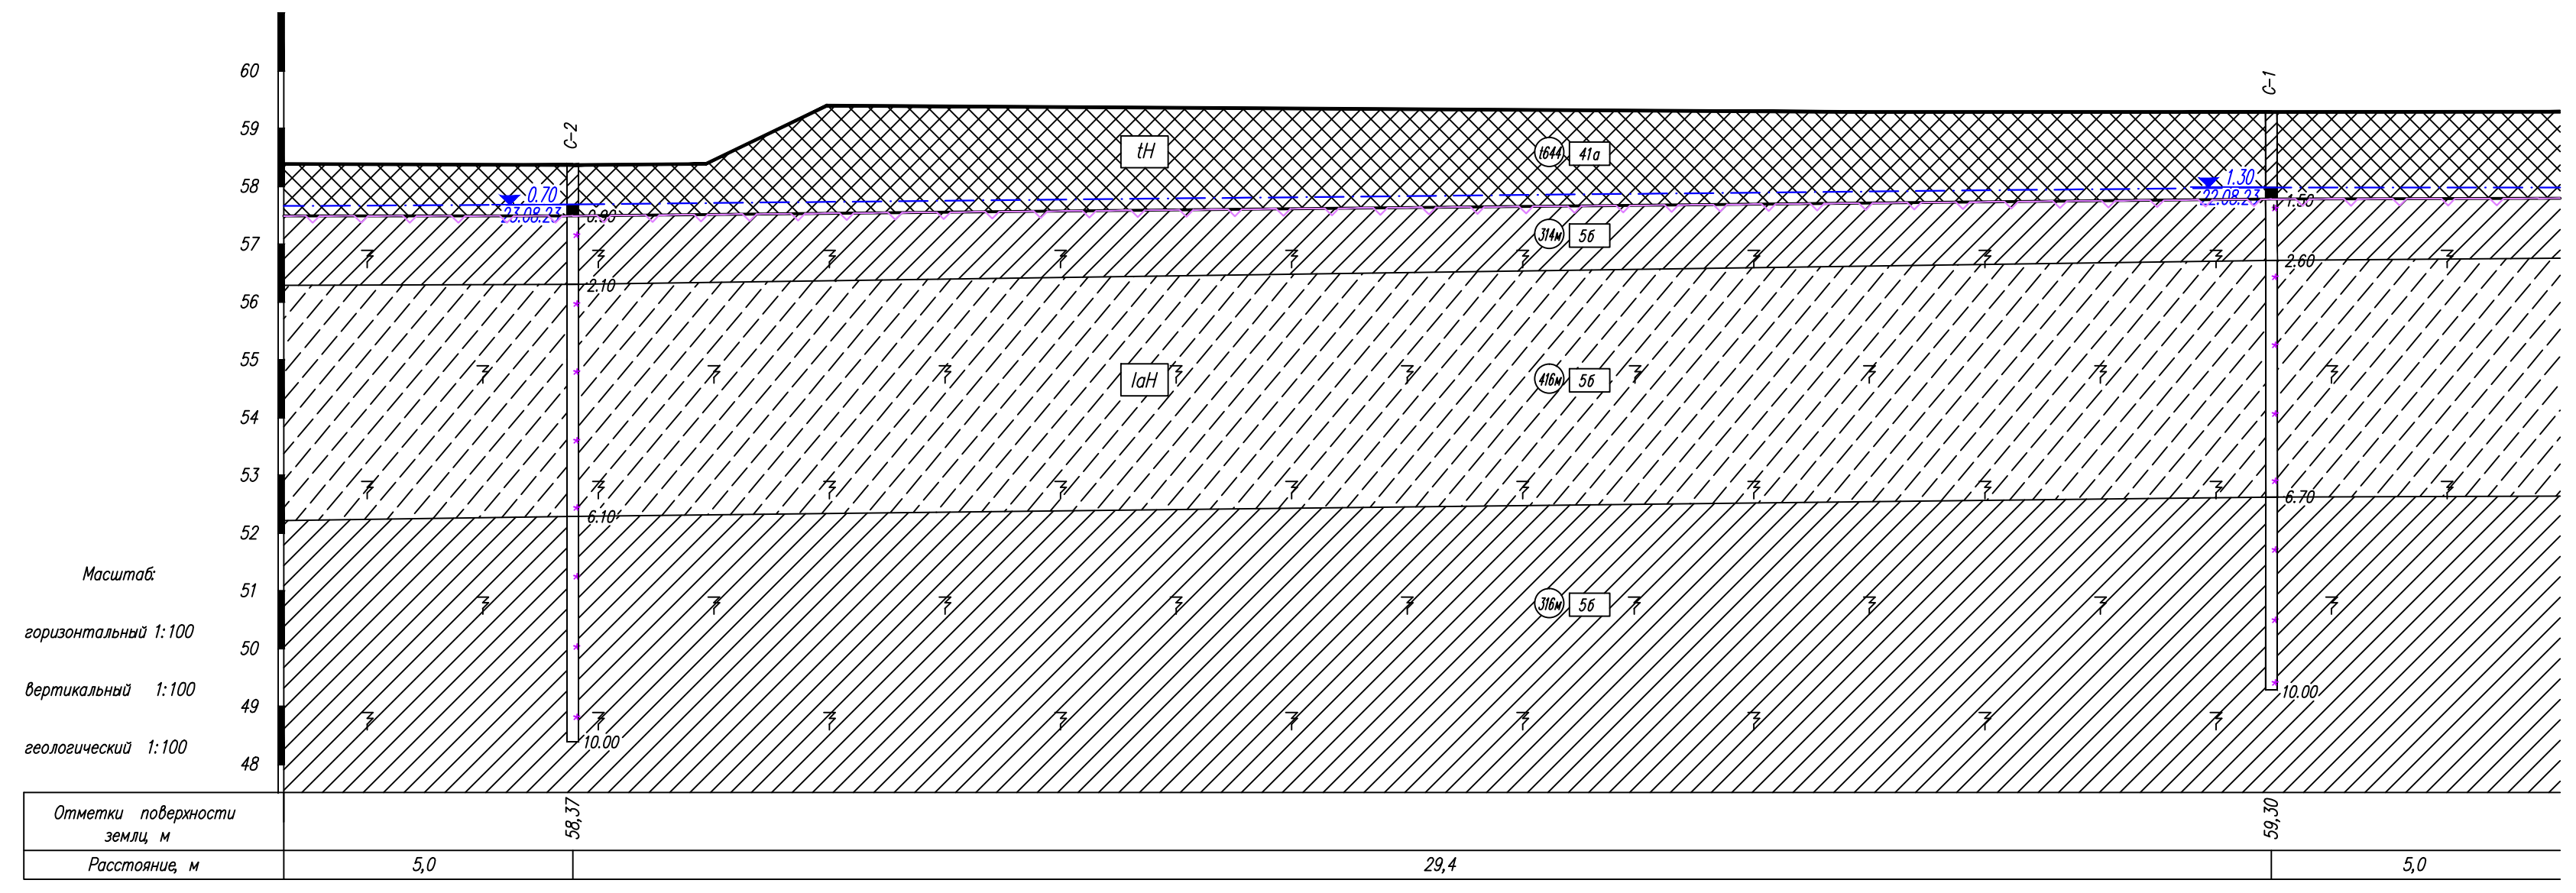 60
С-1
59
С-2
tH
t644 41а
58
0.70
1.30
23.08.23
0.90
22.08.23
1.50
57
314м 5б
2.60
2.10
56
55
laH
416м 5б
54
53
6.70
6.10
52
Масштаб:
51
316м 5б
горизонтальный 1:100
50
вертикальный 1:100
10.00
49
10.00
геологический 1:100
48
Отметки поверхности
земли, м
58,37
59,30
Расстояние, м
5,0
29,4
5,0